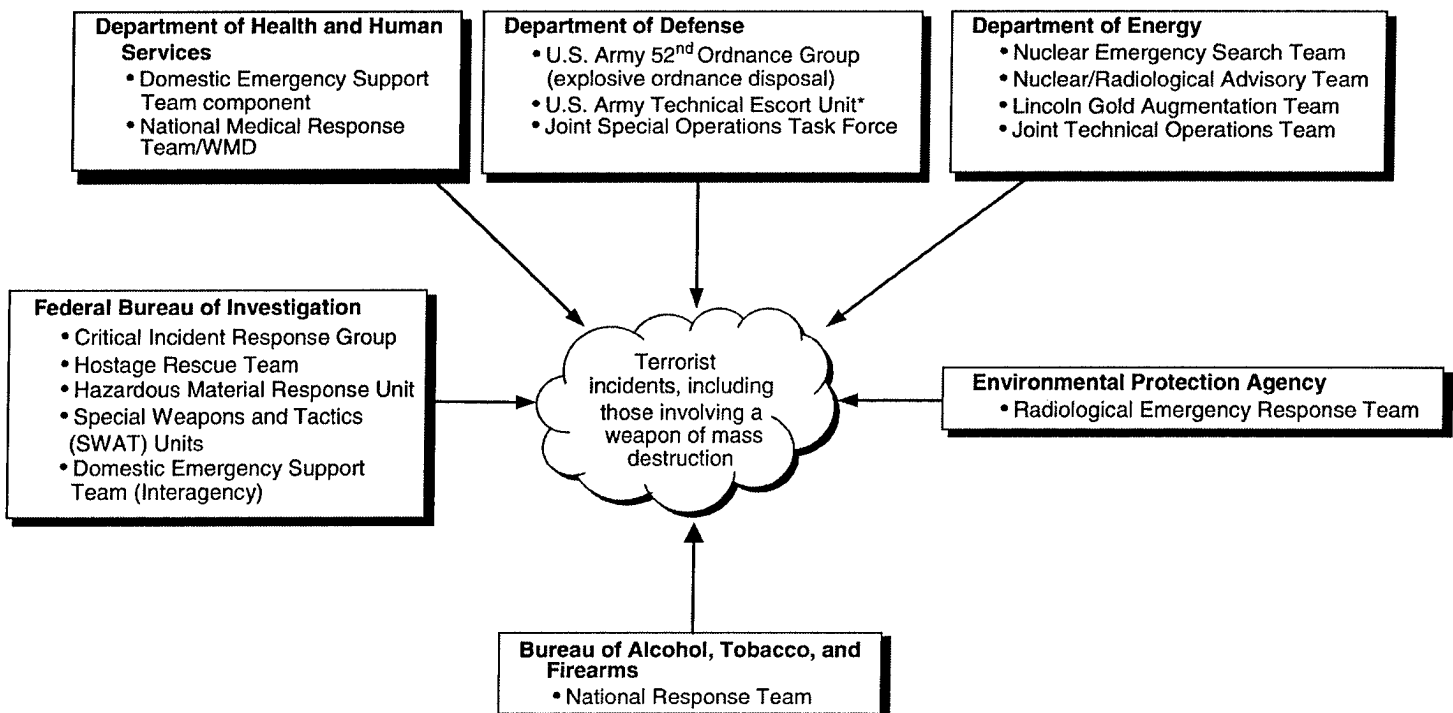 Department of Health and Human
Services
• Domestic Emergency Support
Team component
• National Medical Response
Team/WMD
Department of Defense
• U.S. Army 52nd Ordnance Group
(explosive ordnance disposal)
• U.S. Army Technical Escort Unit*
• Joint Special Operations Task Force
Department of Energy
• Nuclear Emergency Search Team
• Nuclear/Radiological Advisory Team
• Lincoln Gold Augmentation Team
• Joint Technical Operations Team
Federal Bureau of Investigation
• Critical Incident Response Group
• Hostage Rescue Team
• Hazardous Material Response Unit
• Special Weapons and Tactics
(SWAT) Units
• Domestic Emergency Support
Team (Interagency)
Terrorist
incidents, including
those involving a
weapon of mass
destruction
Environmental Protection Agency
• Radiological Emergency Response Team
Bureau of Alcohol, Tobacco, and
Firearms
• National Response Team